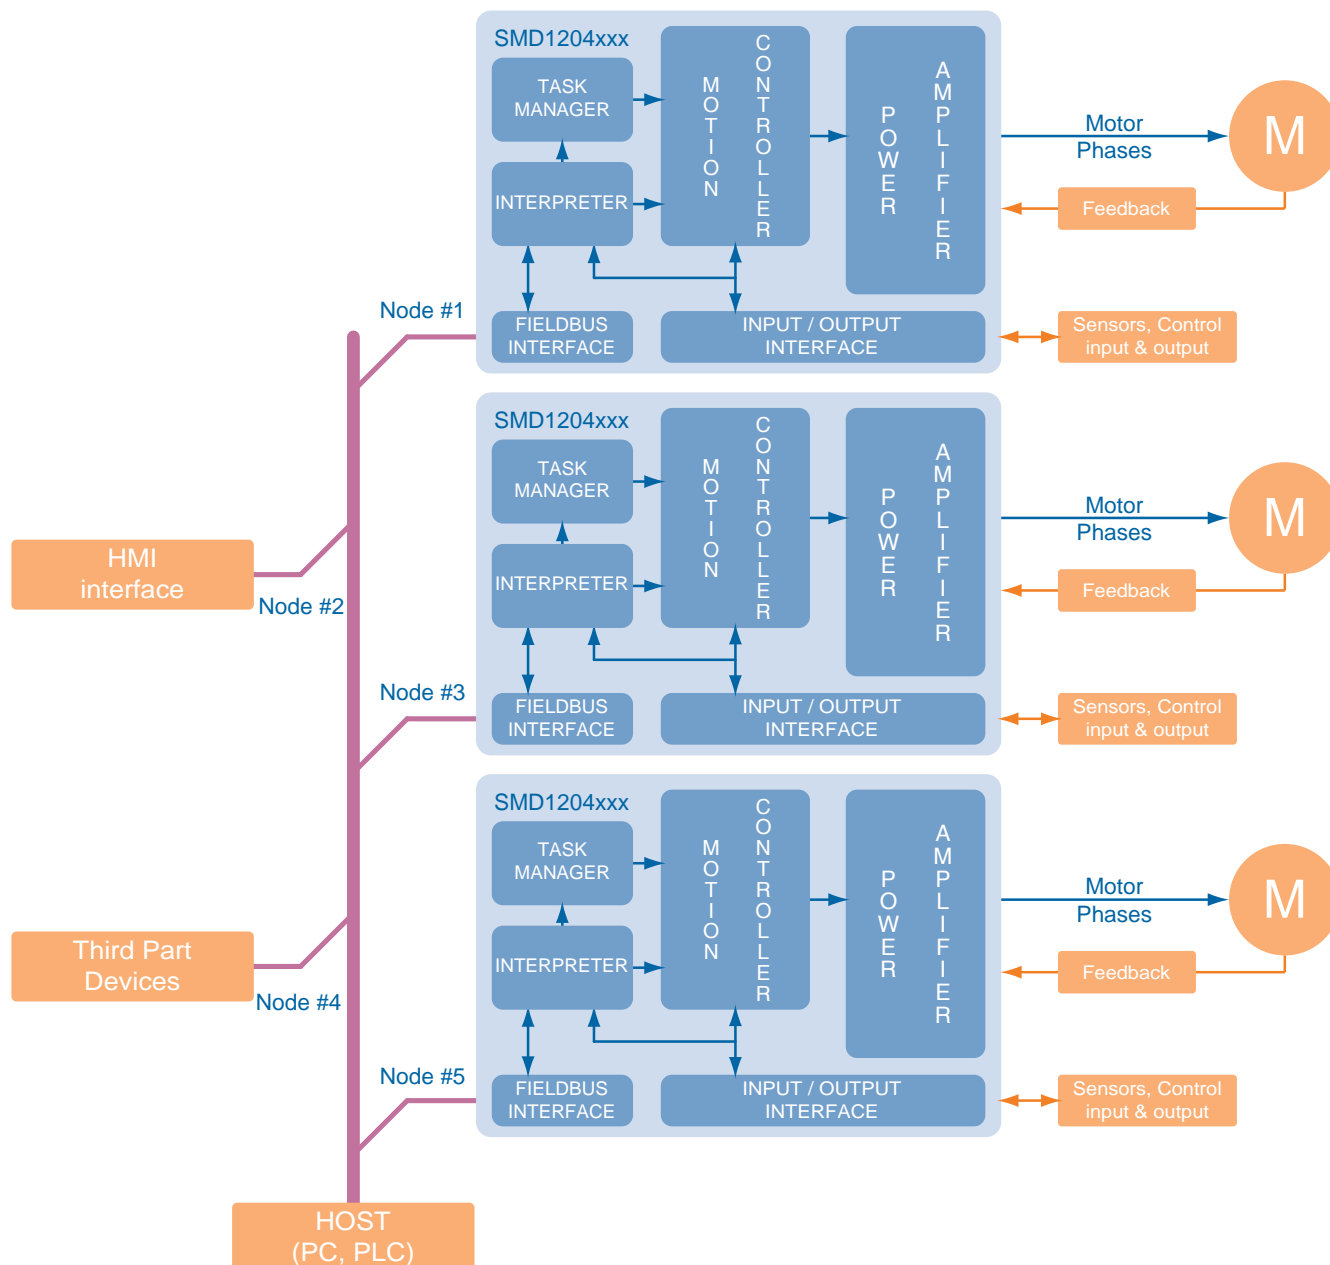 SMD1204xxx
TASK
MANAGER
INTERPRETER
MOTION
CONTROLLER
POWER
AMPLIFIER
Motor
Phases
M
Feedback
Node #1
FIELDBUS
INTERFACE
INPUT / OUTPUT
INTERFACE
Sensors, Control
input & output
SMD1204xxx
TASK
MANAGER
INTERPRETER
MOTION
CONTROLLER
POWER
AMPLIFIER
Motor
Phases
M
Feedback
HMI
interface
Node #2
Node #3
FIELDBUS
INTERFACE
INPUT / OUTPUT
INTERFACE
Sensors, Control
input & output
SMD1204xxx
TASK
MANAGER
INTERPRETER
MOTION
CONTROLLER
POWER
AMPLIFIER
Motor
Phases
M
Feedback
Third Part
Devices
Node #4
Node #5
FIELDBUS
INTERFACE
INPUT / OUTPUT
INTERFACE
Sensors, Control
input & output
HOST
(PC, PLC)